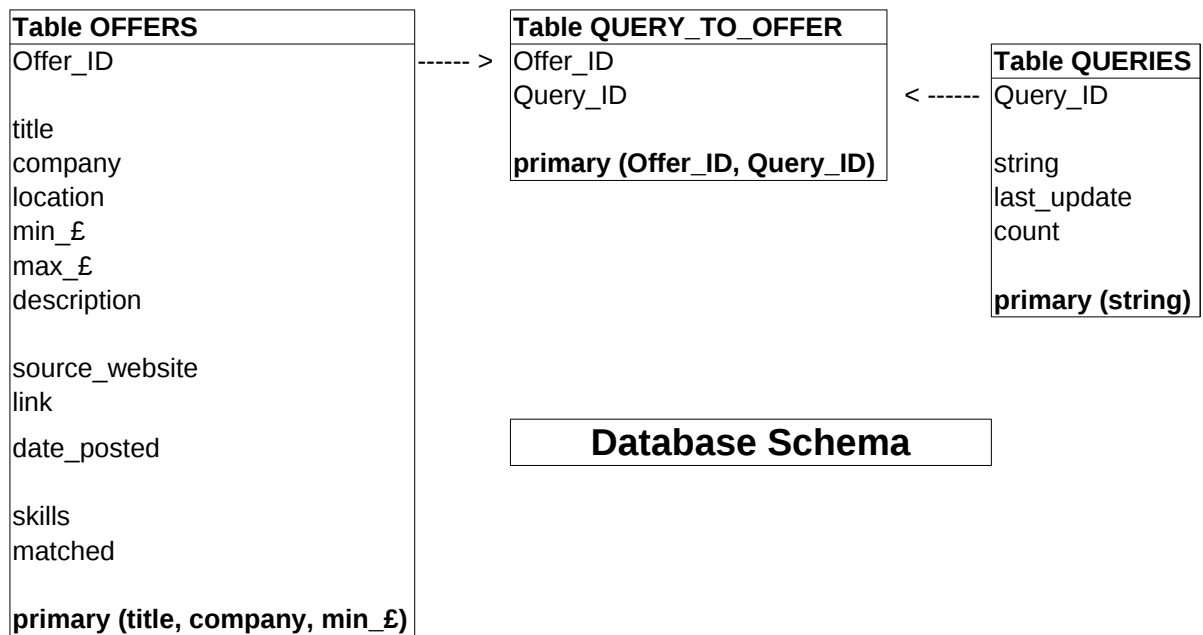 Table OFFERS
Offer_ID
title
company
location
min_£
max_£
description
source_website
link
date_posted
skills
matched
primary (title, company, min_£)
------ >
Table QUERY_TO_OFFER
Offer_ID
Query_ID
primary (Offer_ID, Query_ID)
< ------
Table QUERIES
Query_ID
string
last_update
count
primary (string)
Database Schema